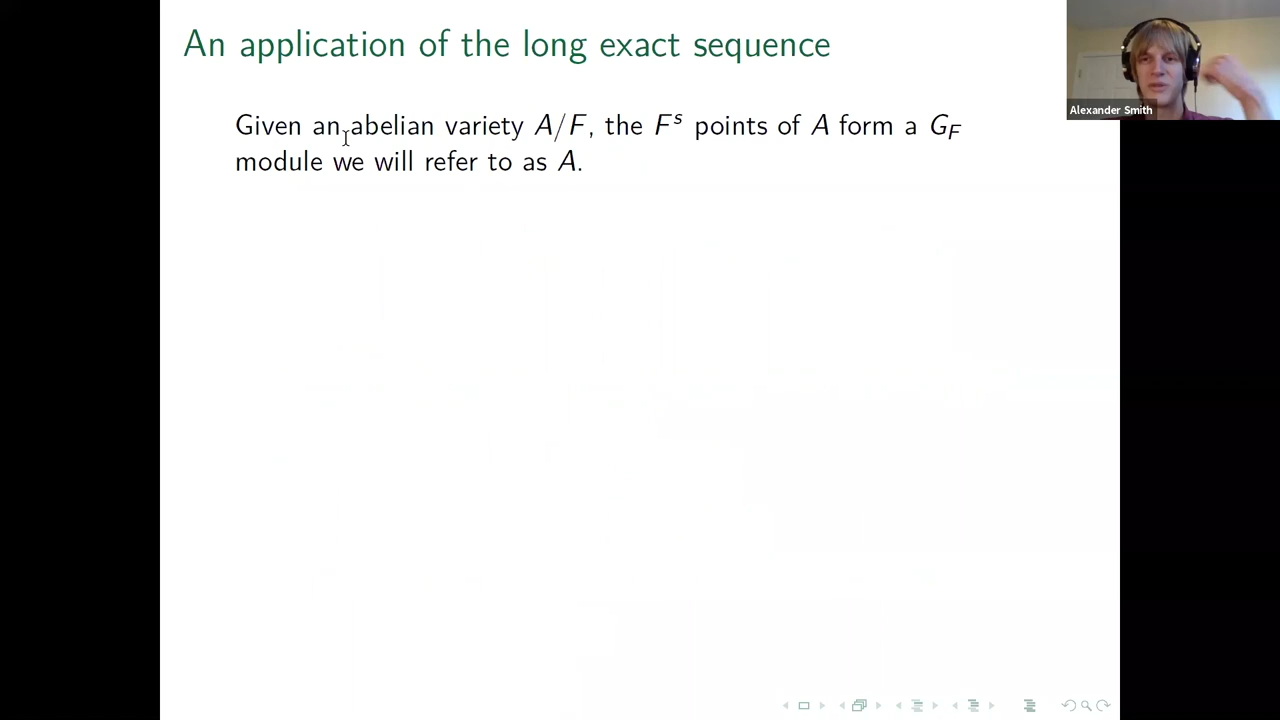 An application of the long exact sequence
Alexander Smith
Given an abelian variety A/F, the Fˢ points of A form a G_F
module we will refer to as A.